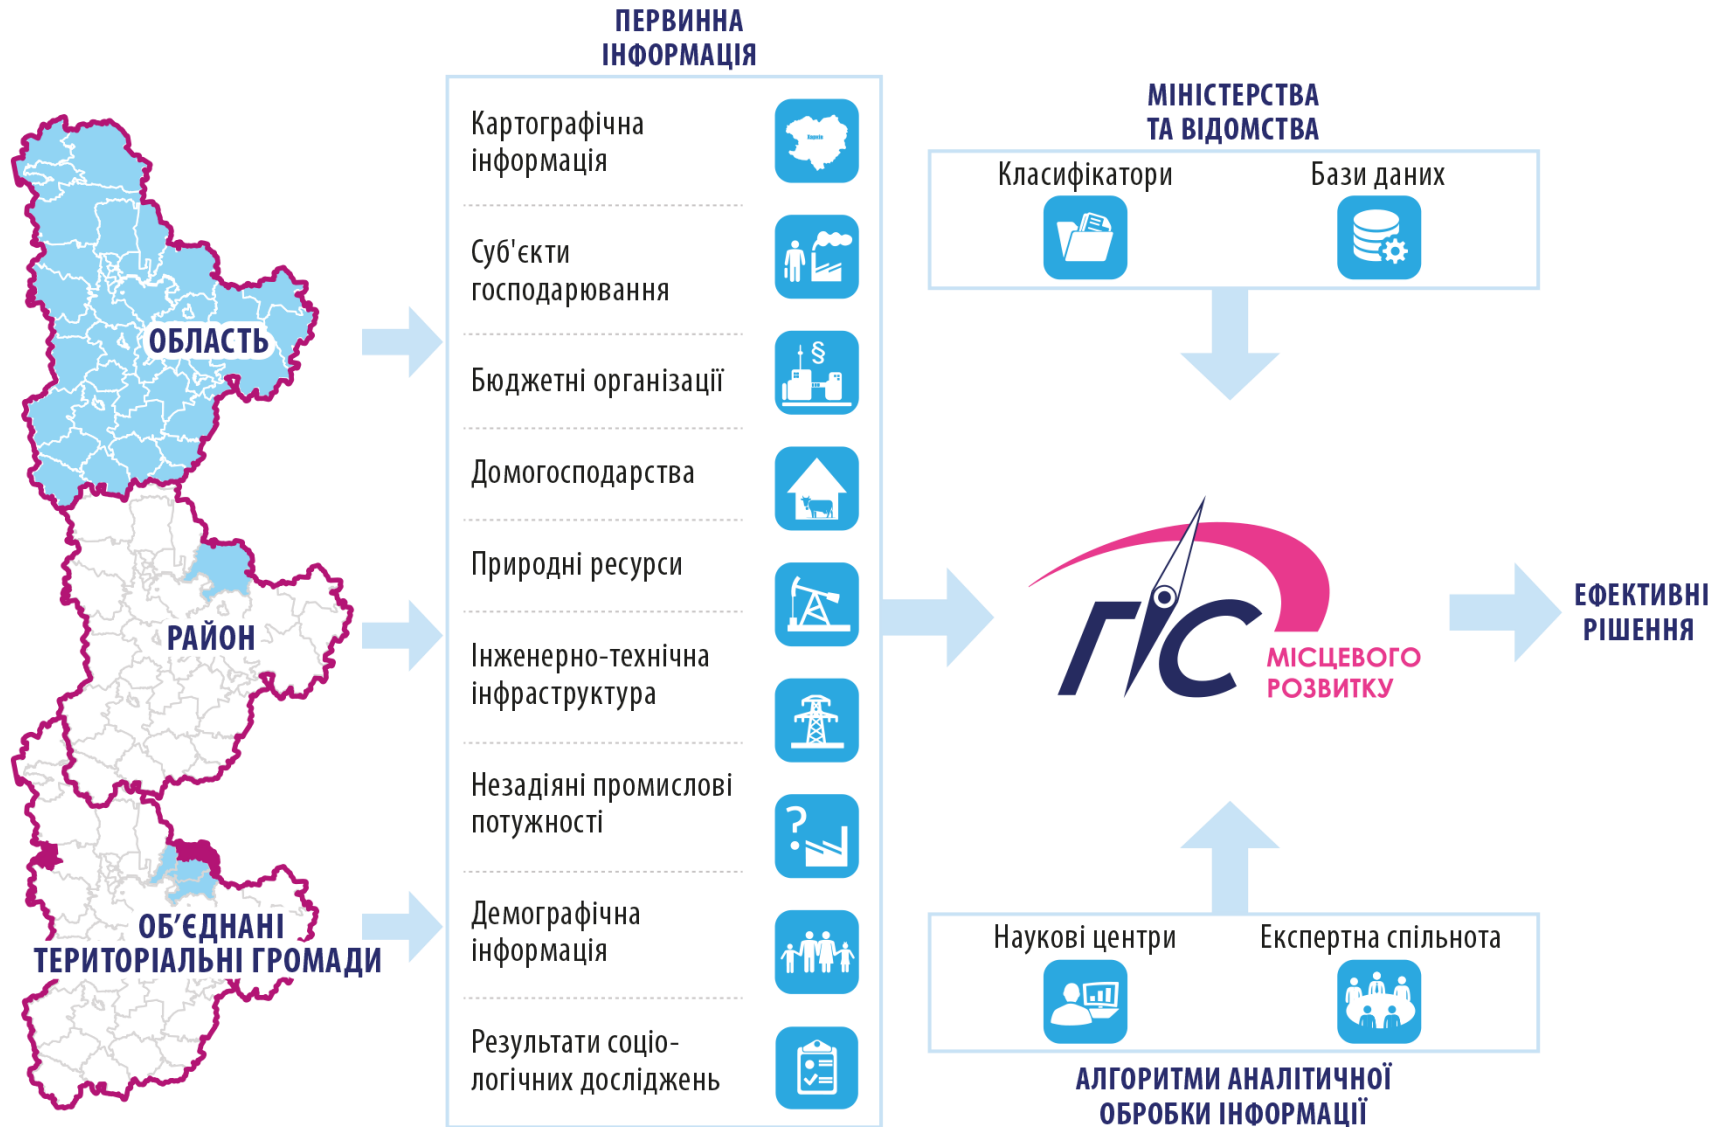 ПЕРВИННА
ІНФОРМАЦІЯ
ОБЛАСТЬ
РАЙОН
ОБ’ЄДНАНІ
ТЕРИТОРІАЛЬНІ ГРОМАДИ
Картографічна
інформація
Суб'єкти
господарювання
Бюджетні організації
§
Домогосподарства
Природні ресурси
Інженерно-технічна
інфраструктура
Незадіяні промислові
потужності
?
Демографічна
інформація
Результати соціо-
логічних досліджень
МІНІСТЕРСТВА
ТА ВІДОМСТВА
Класифікатори
Бази даних
ГІС
МІСЦЕВОГО
РОЗВИТКУ
ЕФЕКТИВНІ
РІШЕННЯ
Наукові центри
Експертна спільнота
АЛГОРИТМИ АНАЛІТИЧНОЇ
ОБРОБКИ ІНФОРМАЦІЇ